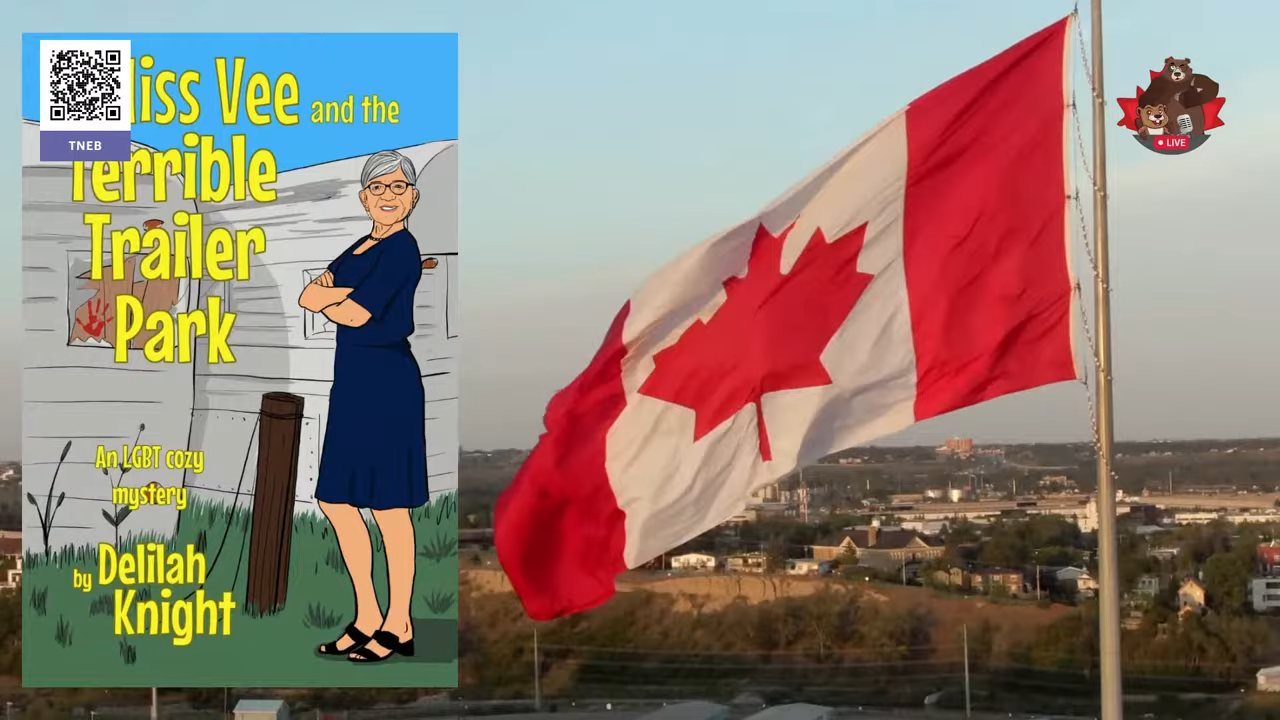 TNEB
iss Vee and the
Terrible
Trailer
Park
An LGBT cozy
mystery
by Delilah
Knight
LIVE